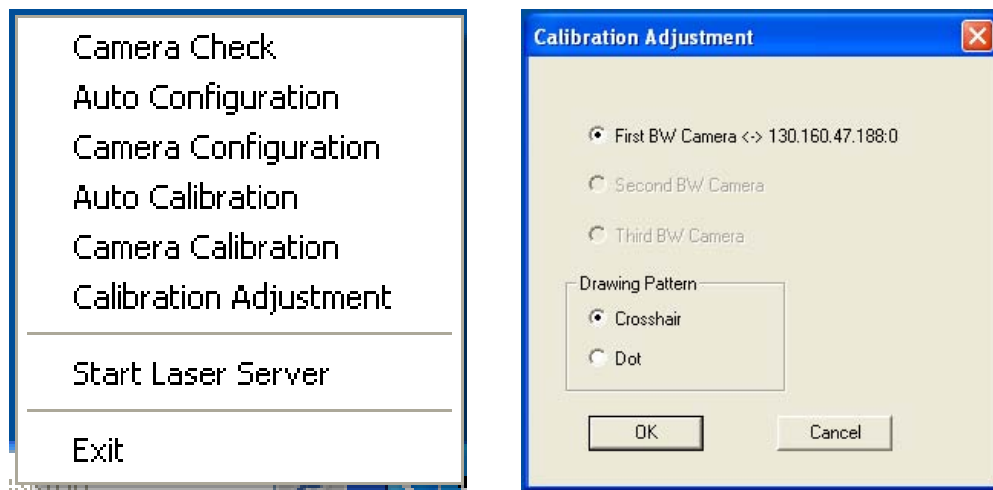 Camera Check
Auto Configuration
Camera Configuration
Auto Calibration
Camera Calibration
Calibration Adjustment
Start Laser Server
Exit
Calibration Adjustment
First BW Camera <-> 130.160.47.188:0
Second BW Camera
Third BW Camera
Drawing Pattern
Crosshair
Dot
OK
Cancel